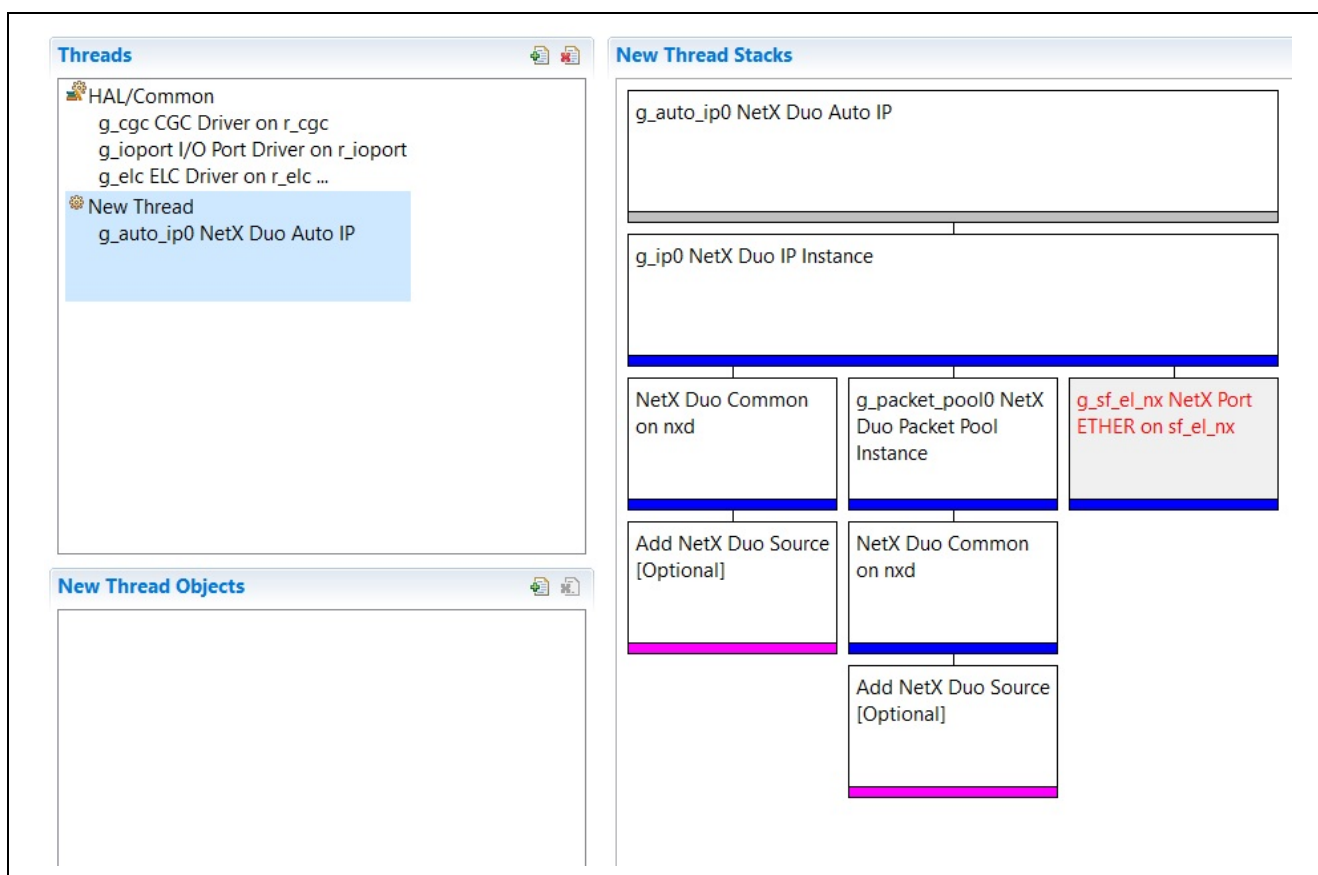 Threads
HAL/Common
g_cgc CGC Driver on r_cgc
g_ioport I/O Port Driver on r_ioport
g_elc ELC Driver on r_elc ...
New Thread
g_auto_ip0 NetX Duo Auto IP
New Thread Objects
New Thread Stacks
g_auto_ip0 NetX Duo Auto IP
g_ip0 NetX Duo IP Instance
NetX Duo Common
on nxd
g_packet_pool0 NetX
Duo Packet Pool
Instance
g_sf_el_nx NetX Port
ETHER on sf_el_nx
Add NetX Duo Source
[Optional]
NetX Duo Common
on nxd
Add NetX Duo Source
[Optional]